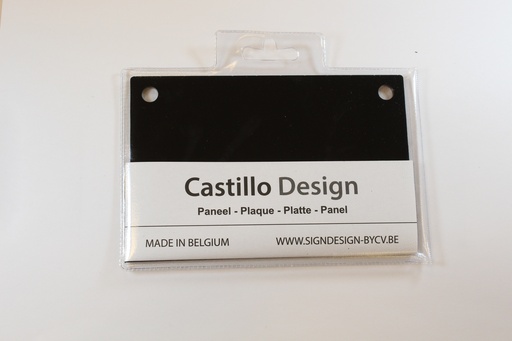 Castillo Design
Paneel - Plaque - Platte - Panel
MADE IN BELGIUM
WWW.SIGNDESIGN-BYCV.BE